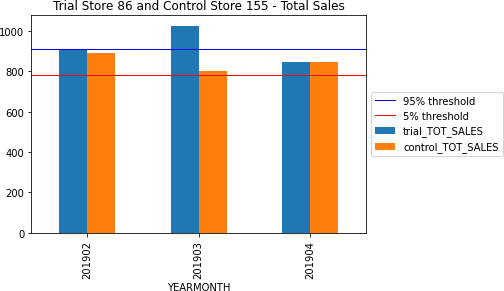 Trial Store 86 and Control Store 155 - Total Sales
1000
800
600
400
200
0
201902
201903
201904
YEARMONTH
95% threshold
5% threshold
trial_TOT_SALES
control_TOT_SALES